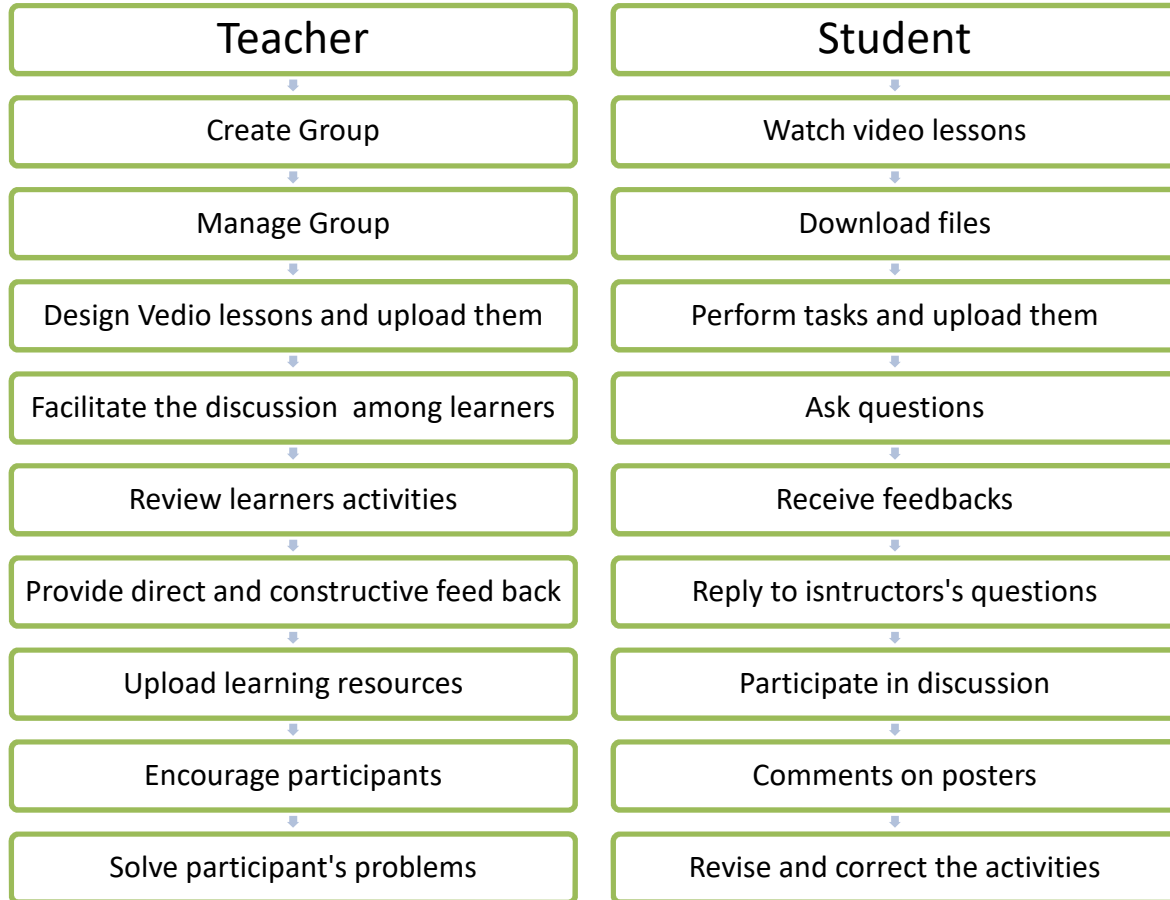 Teacher
Create Group
Manage Group
Design Vedio lessons and upload them
Facilitate the discussion  among learners
Review learners activities
Provide direct and constructive feed back
Upload learning resources
Encourage participants
Solve participant's problems
Student
Watch video lessons
Download files
Perform tasks and upload them
Ask questions
Receive feedbacks
Reply to isntructors's questions
Participate in discussion
Comments on posters
Revise and correct the activities